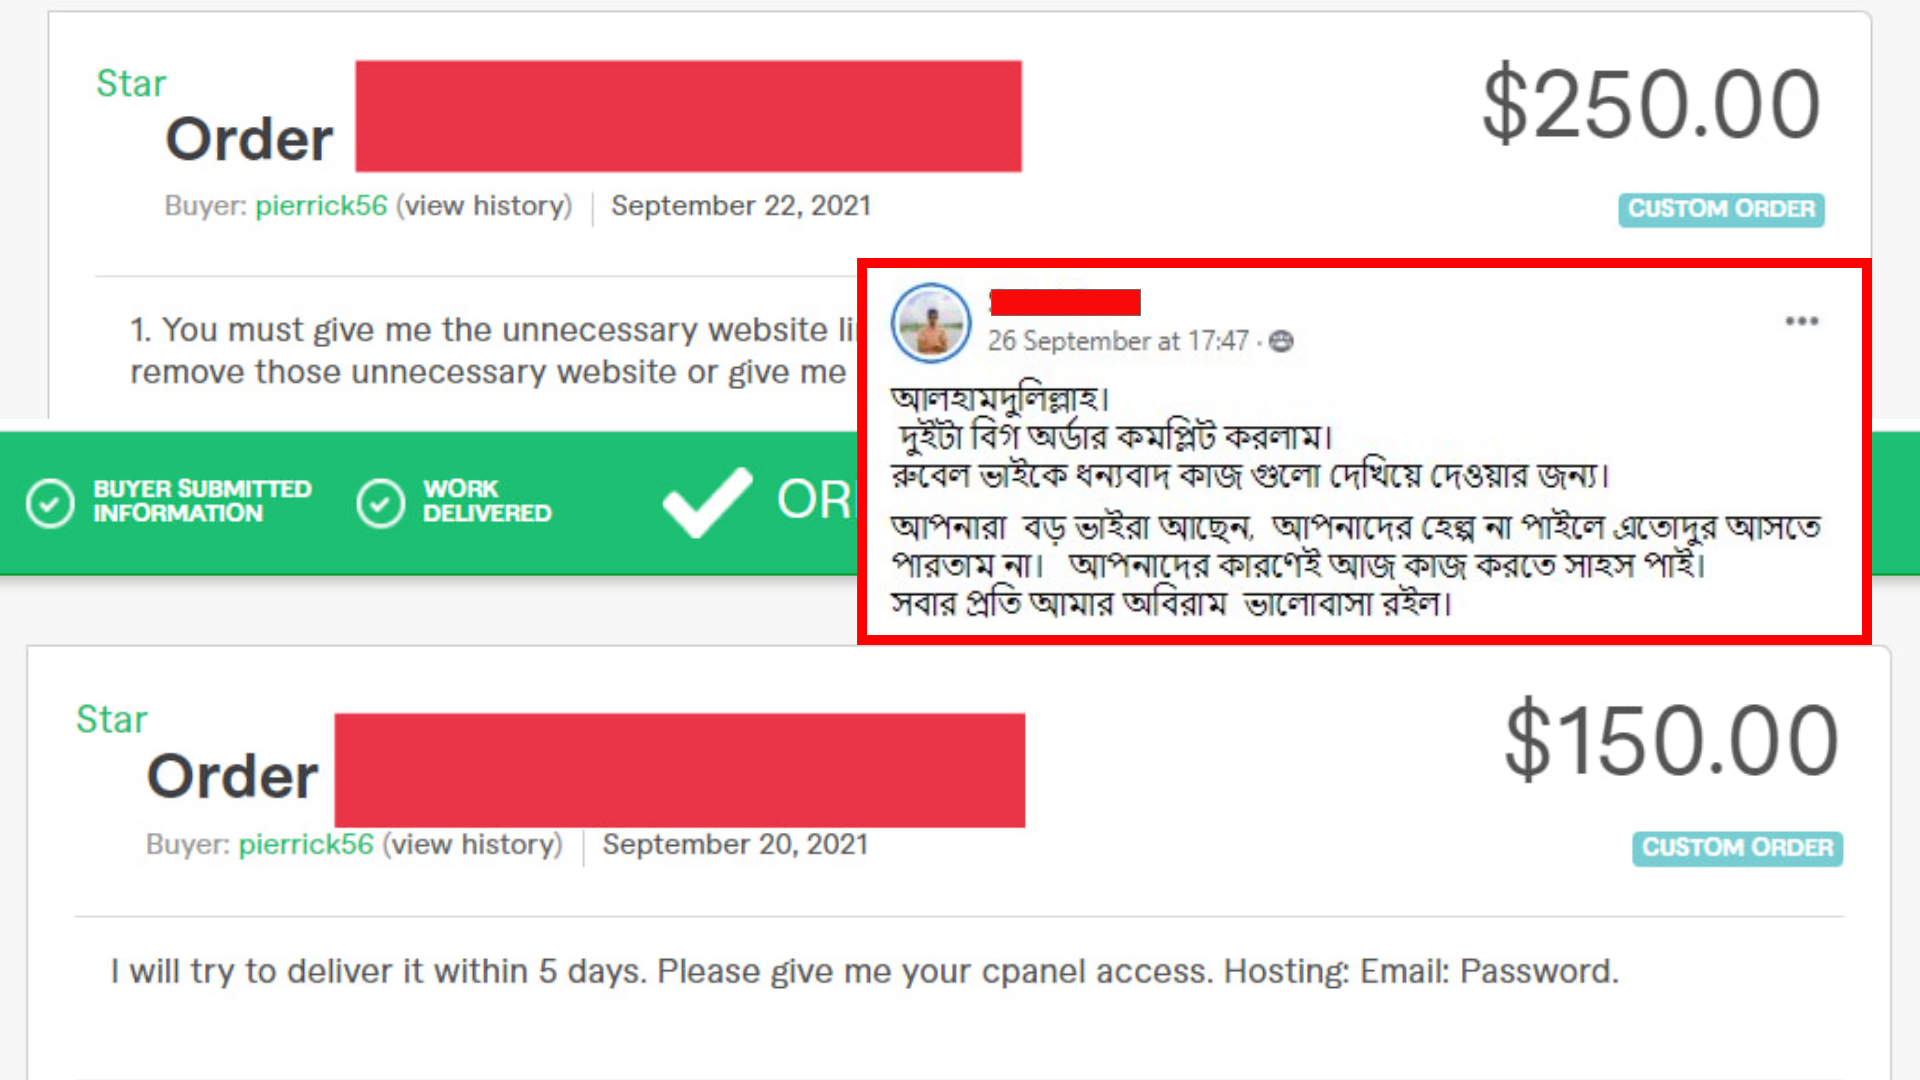 Star
Order
$250.00
Buyer: pierrick56 (view history) September 22, 2021
CUSTOM ORDER
1. You must give me the unnecessary website
remove those unnecessary website or give me
26 September at 17:47 ·
আলহামদুলিল্লাহ।
দুইটা বিগ অর্ডার কমপ্লিট করলাম।
রুবেল ভাইকে ধন্যবাদ কাজ গুলো দেখিয়ে দেওয়ার জন্য।
আপনারা বড় ভাইরা আছেন, আপনাদের হেল্প না পাইলে এতোদুর আসতে
পারতাম না। আপনাদের কারণেই আজ কাজ করতে সাহস পাই।
সবার প্রতি আমার অবিরাম ভালোবাসা রইল।
BUYER SUBMITTED
INFORMATION
WORK
DELIVERED
Star
Order
$150.00
Buyer: pierrick56 (view history) September 20, 2021
CUSTOM ORDER
I will try to deliver it within 5 days. Please give me your cpanel access. Hosting: Email: Password.